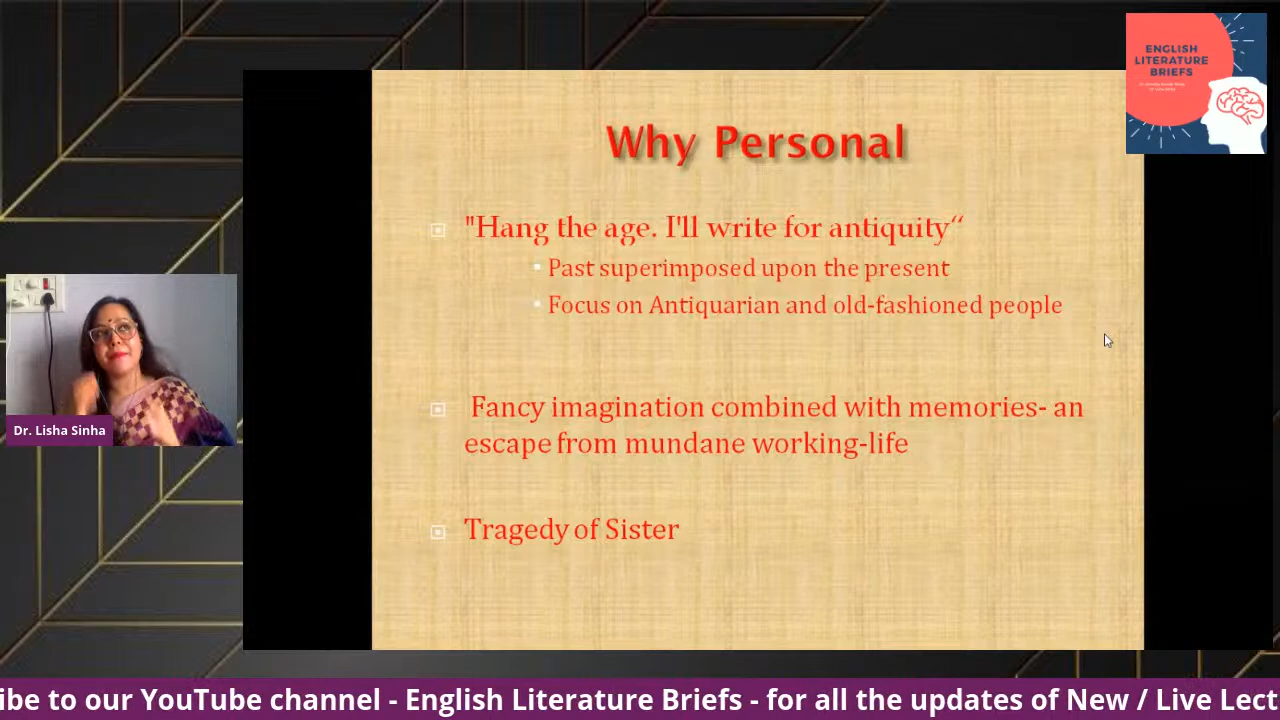 ENGLISH
LITERATURE
BRIEFS
Why Personal
"Hang the age. I'll write for antiquity“
Past superimposed upon the present
Focus on Antiquarian and old-fashioned people
Fancy imagination combined with memories- an
escape from mundane working-life
Tragedy of Sister
Dr. Lisha Sinha
ibe to our YouTube channel - English Literature Briefs - for all the updates of New / Live Lect